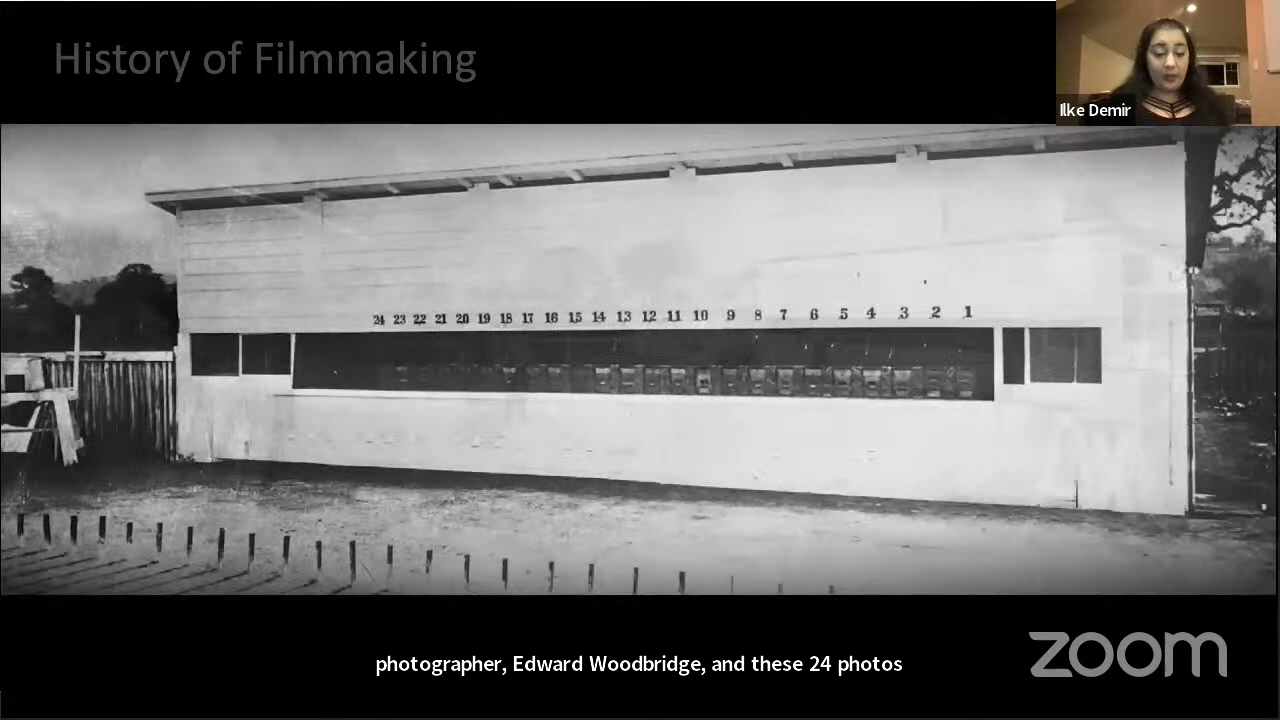 History of Filmmaking
Ilke Demir
24 23 22 21 20 19 18 17 16 15 14 13 12 11 10 9 8 7 6 5 4 3 2 1
photographer, Edward Woodbridge, and these 24 photos
zoom